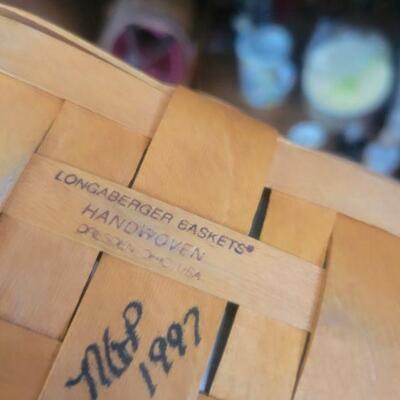 LONGABERGER BASKETS®
HANDWOVEN
DRESDEN OHIO USA
1997